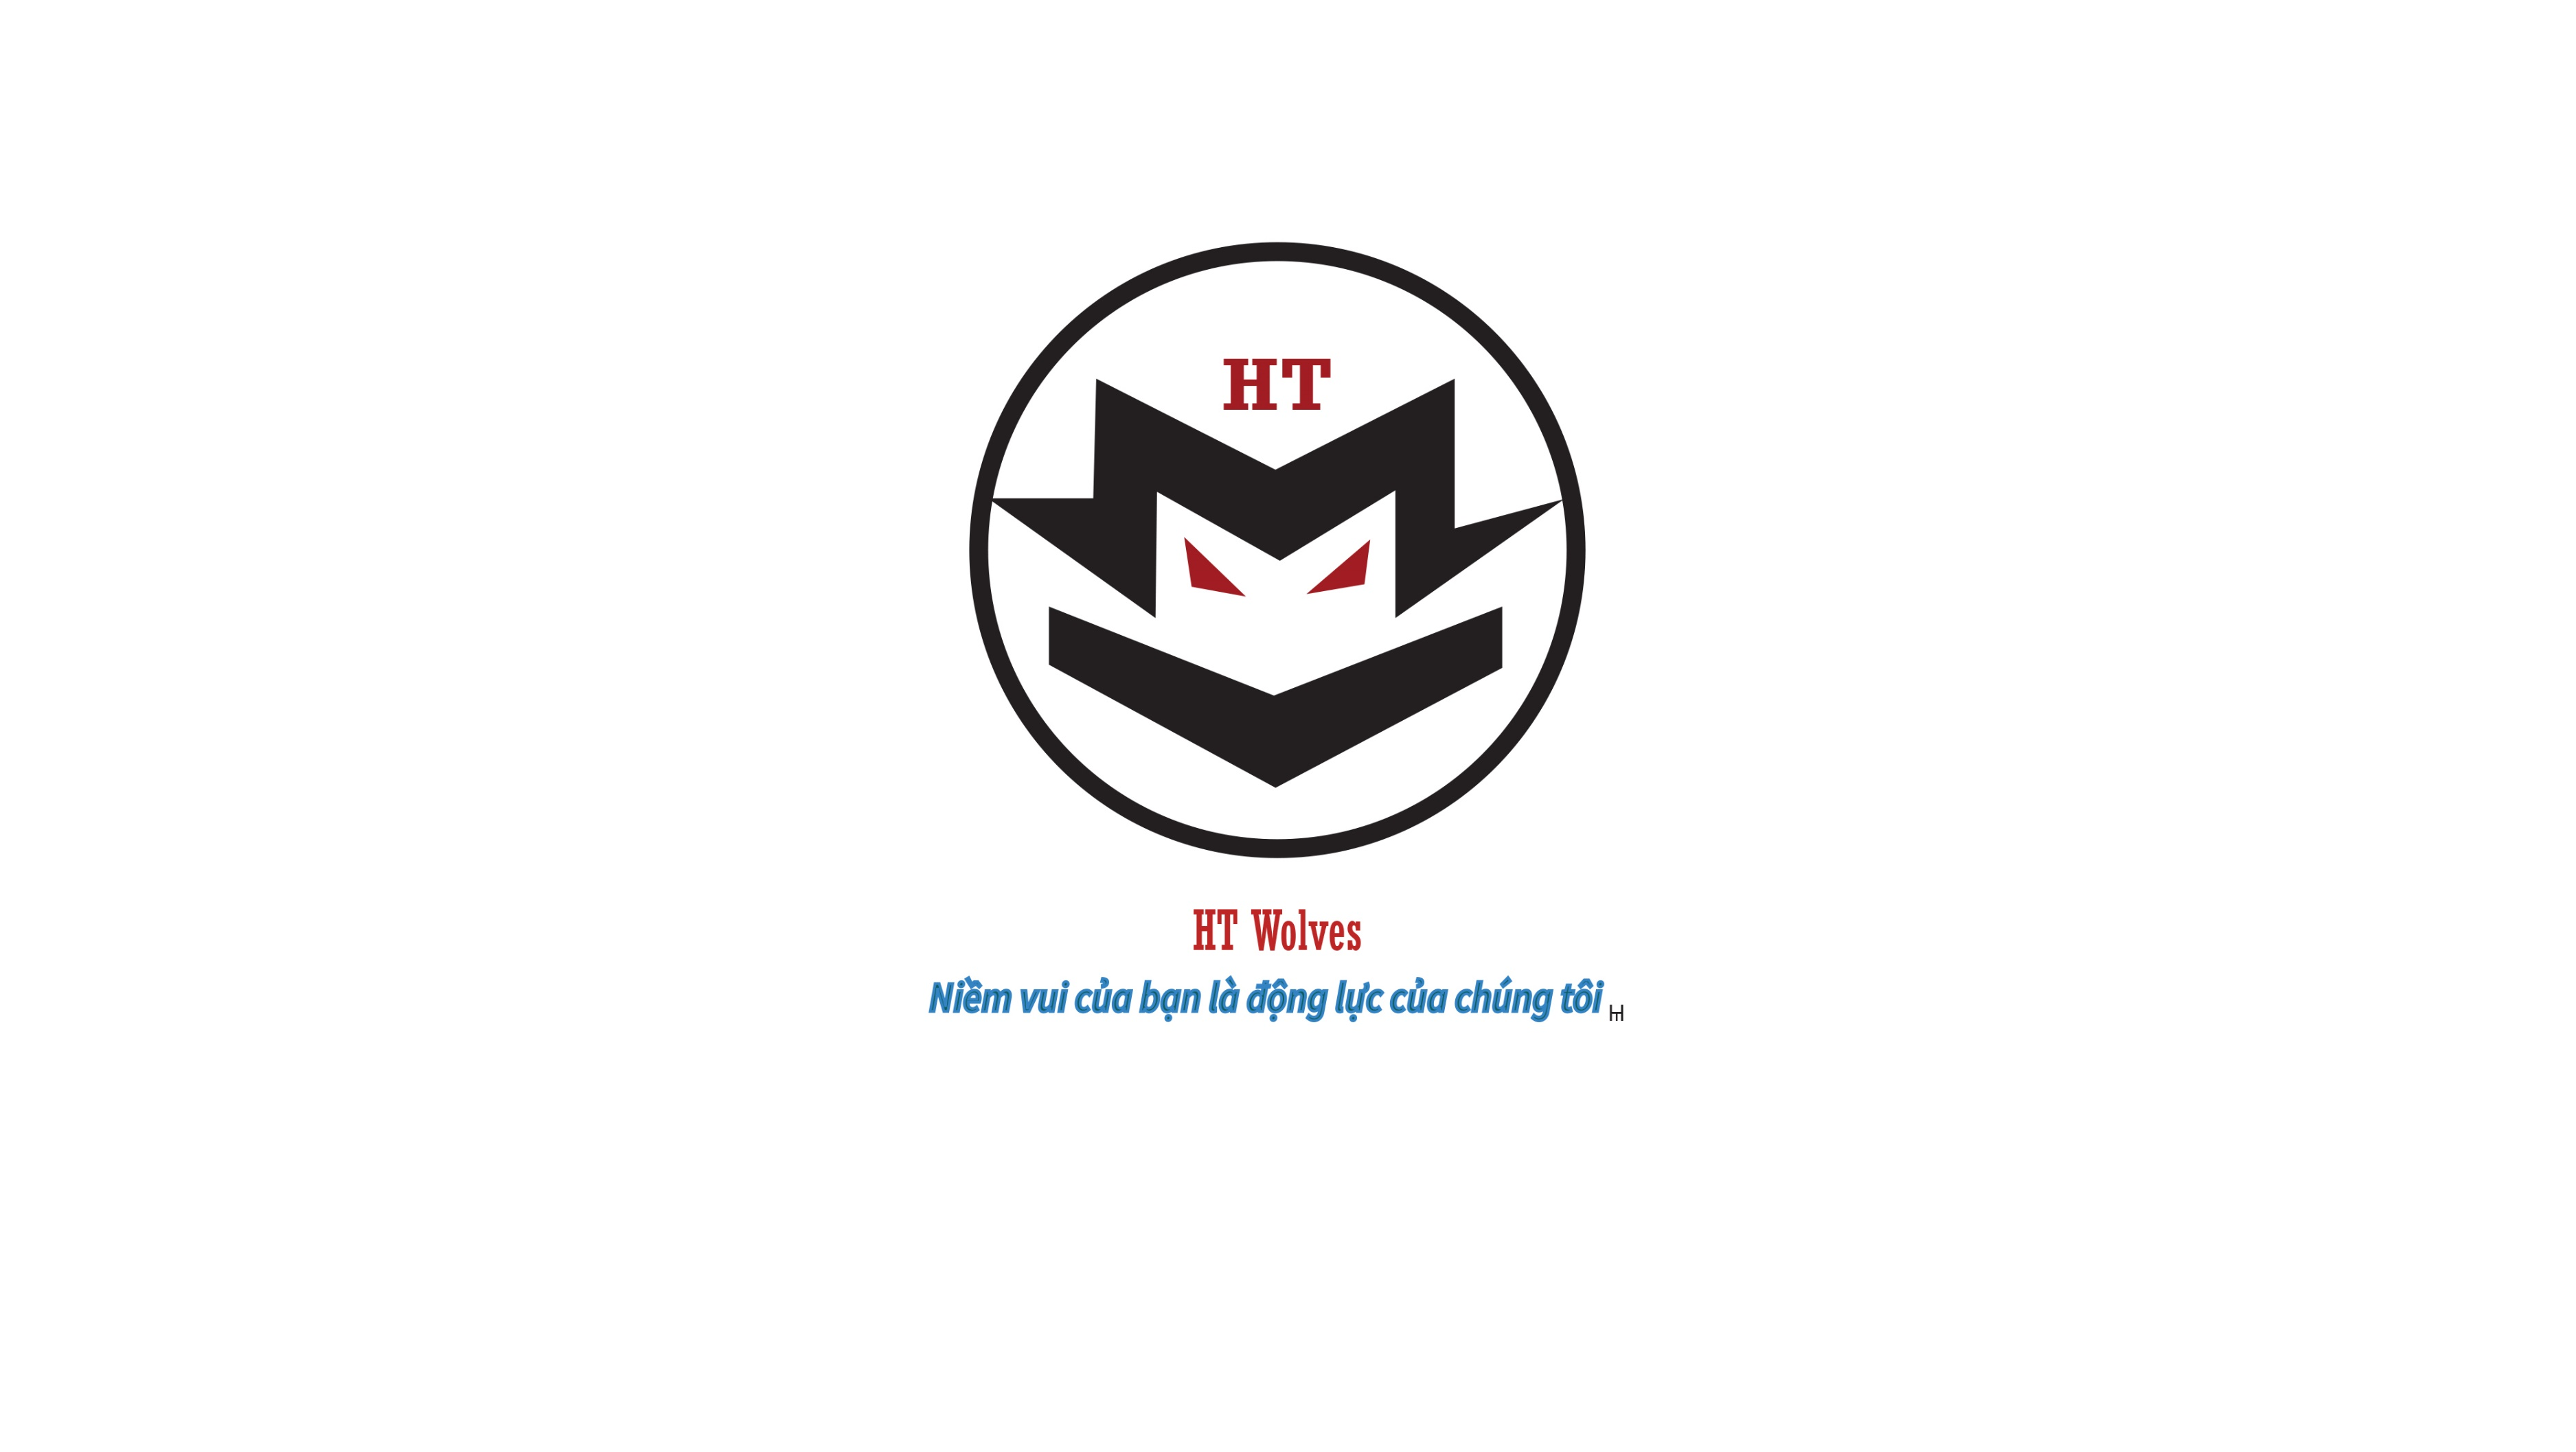 HT
HT Wolves
Niềm vui của bạn là động lực của chúng tôi